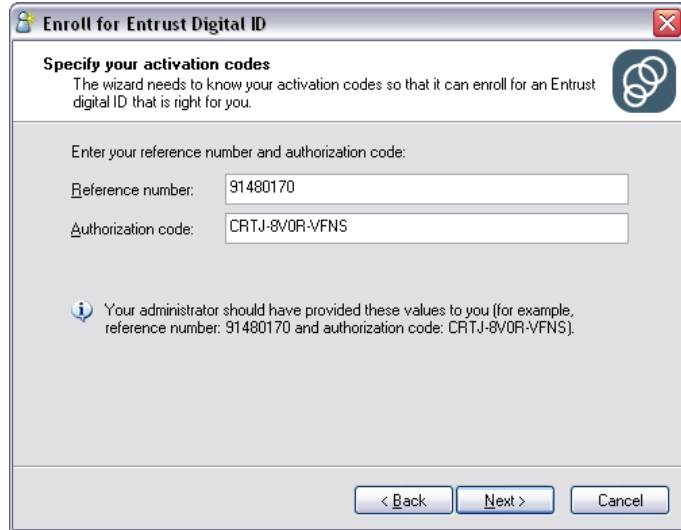 Enroll for Entrust Digital ID
Specify your activation codes
The wizard needs to know your activation codes so that it can enroll for an Entrust
digital ID that is right for you.
Enter your reference number and authorization code:
Reference number: 91480170
Authorization code: CRTJ-8V0R-VFNS
Your administrator should have provided these values to you (for example,
reference number: 91480170 and authorization code: CRTJ-8V0R-VFNS).
< Back Next > Cancel